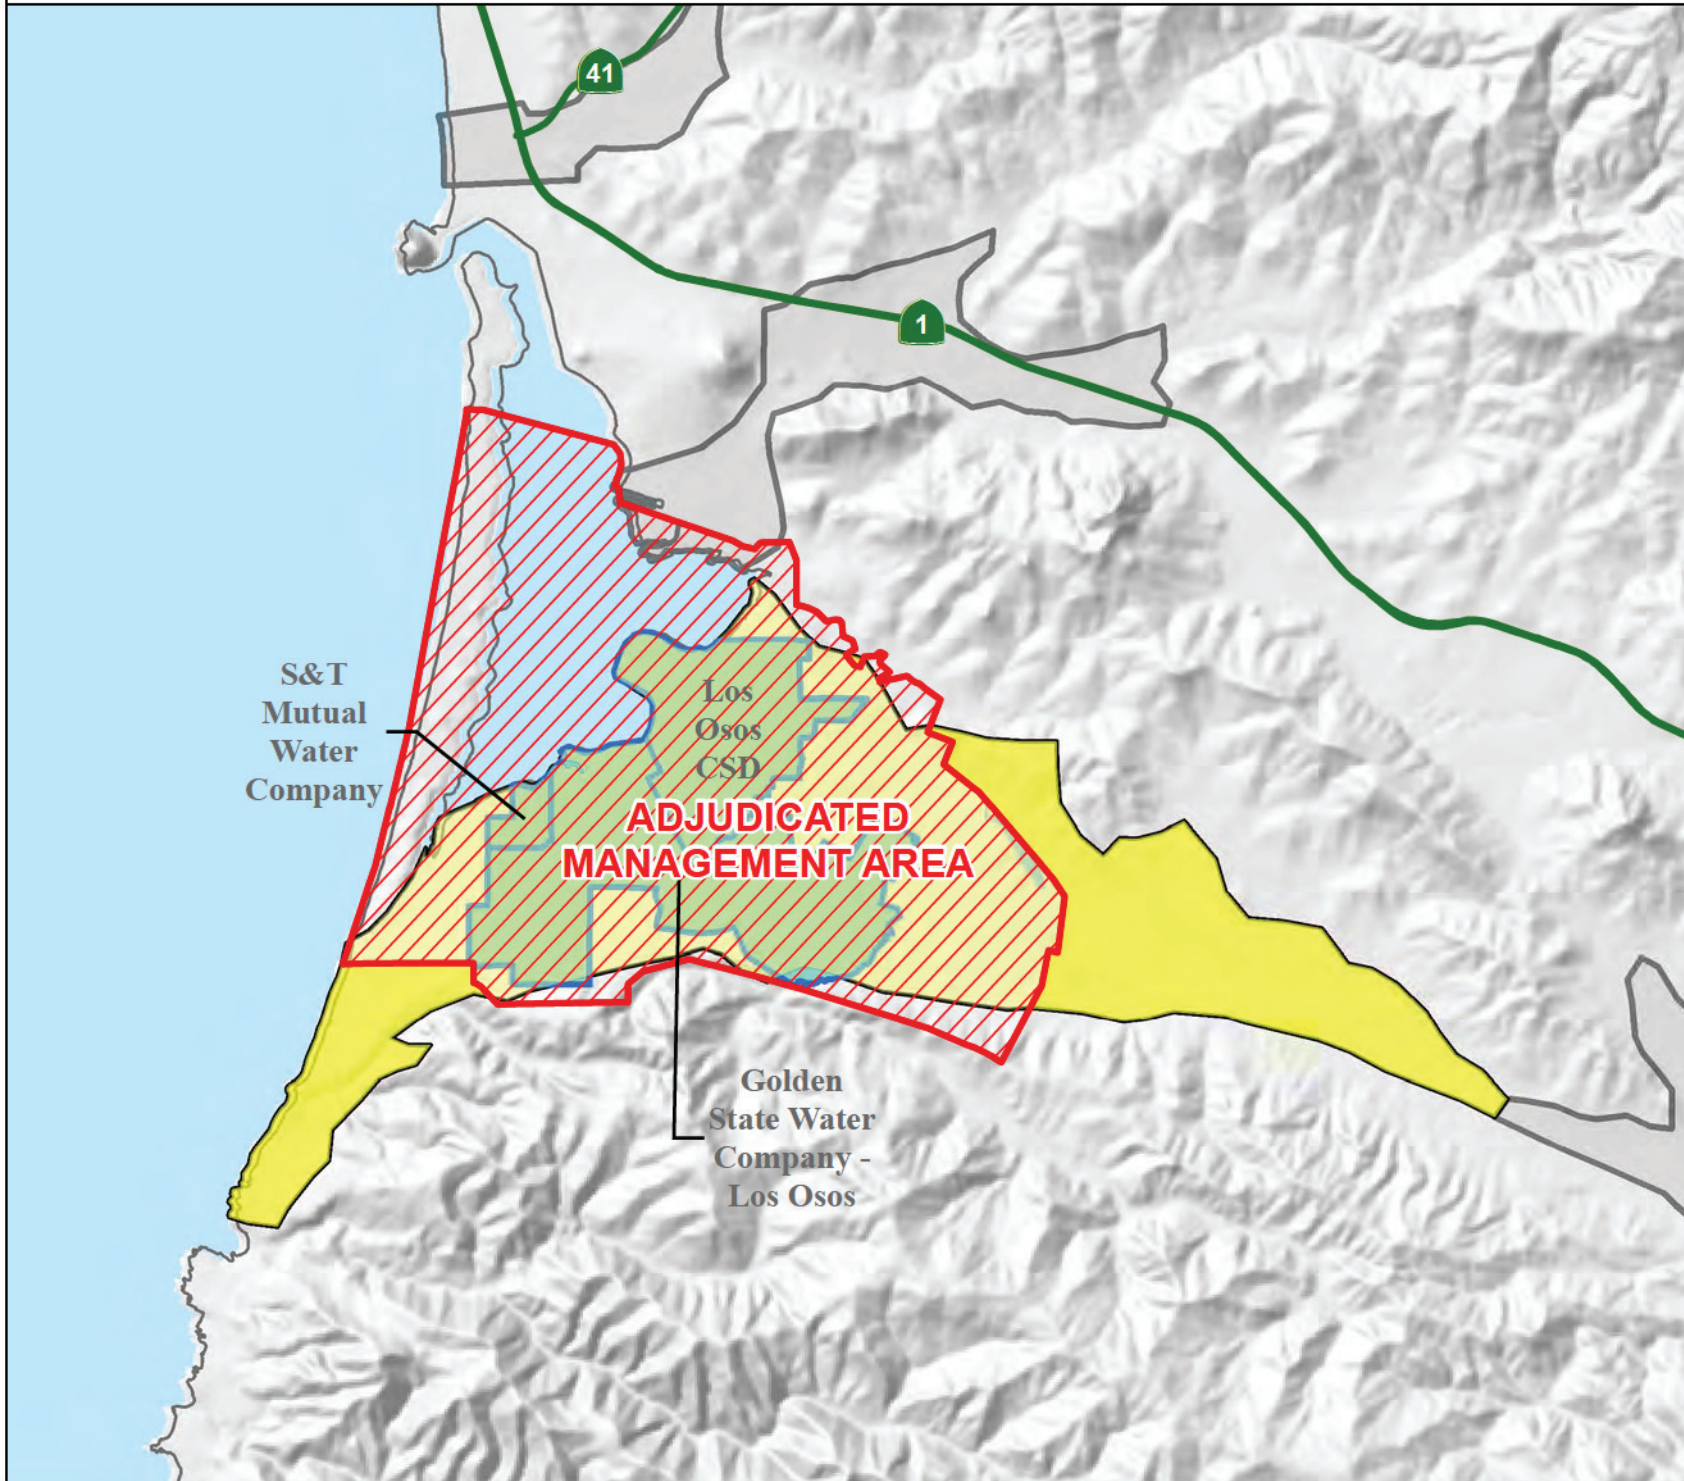 41
1
S&T
Mutual
Water
Company
Los
Osos
CSD
ADJUDICATED
MANAGEMENT AREA
Golden
State Water
Company -
Los Osos